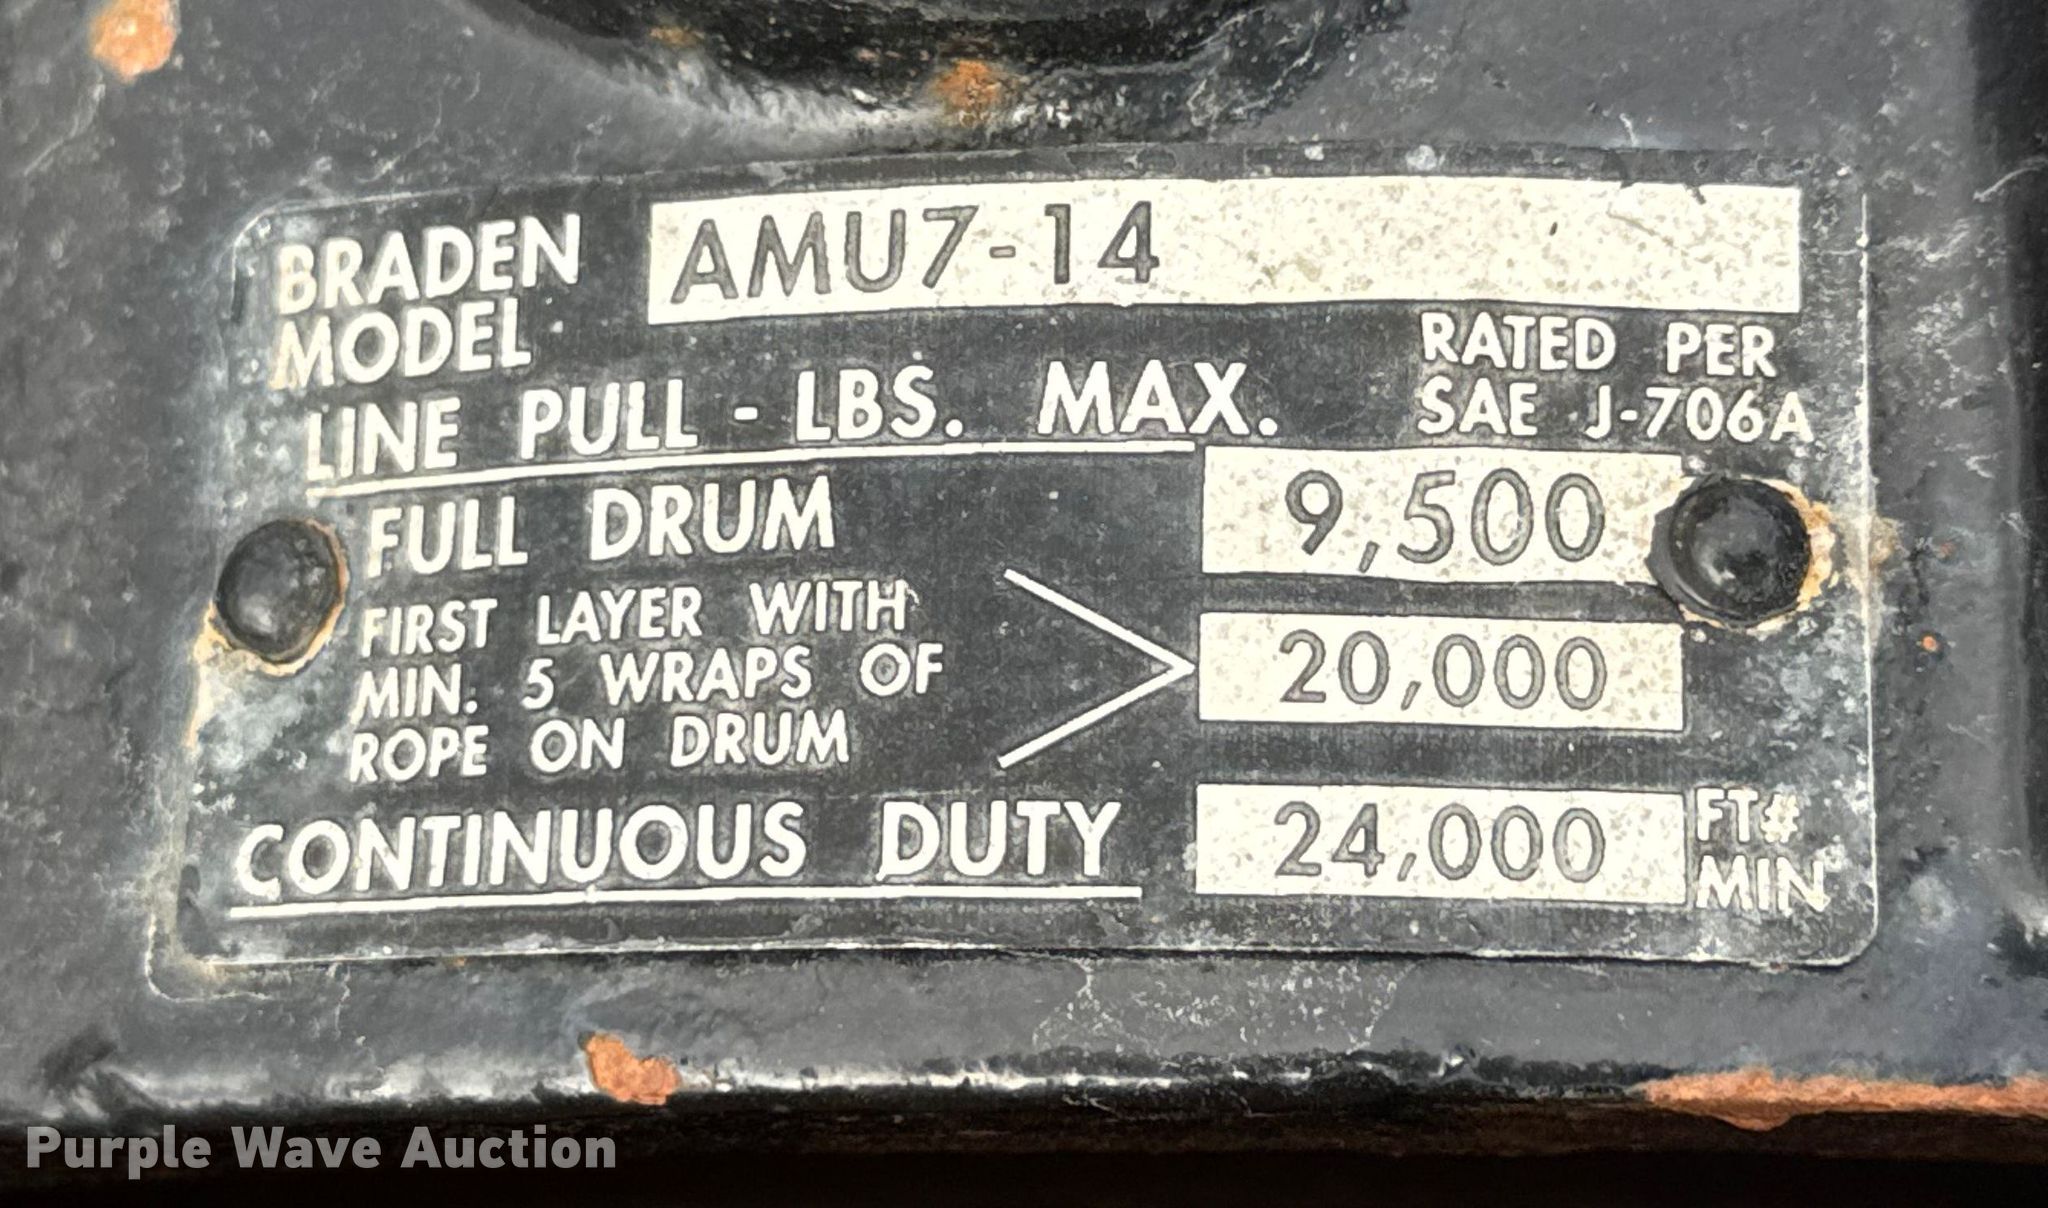 BRADEN MODEL AMU7-14
LINE PULL - LBS. MAX.
RATED PER
SAE J-706A
FULL DRUM 9,500
FIRST LAYER WITH
MIN. 5 WRAPS OF
ROPE ON DRUM
20,000
CONTINUOUS DUTY 24,000 FT# MIN
Purple Wave Auction